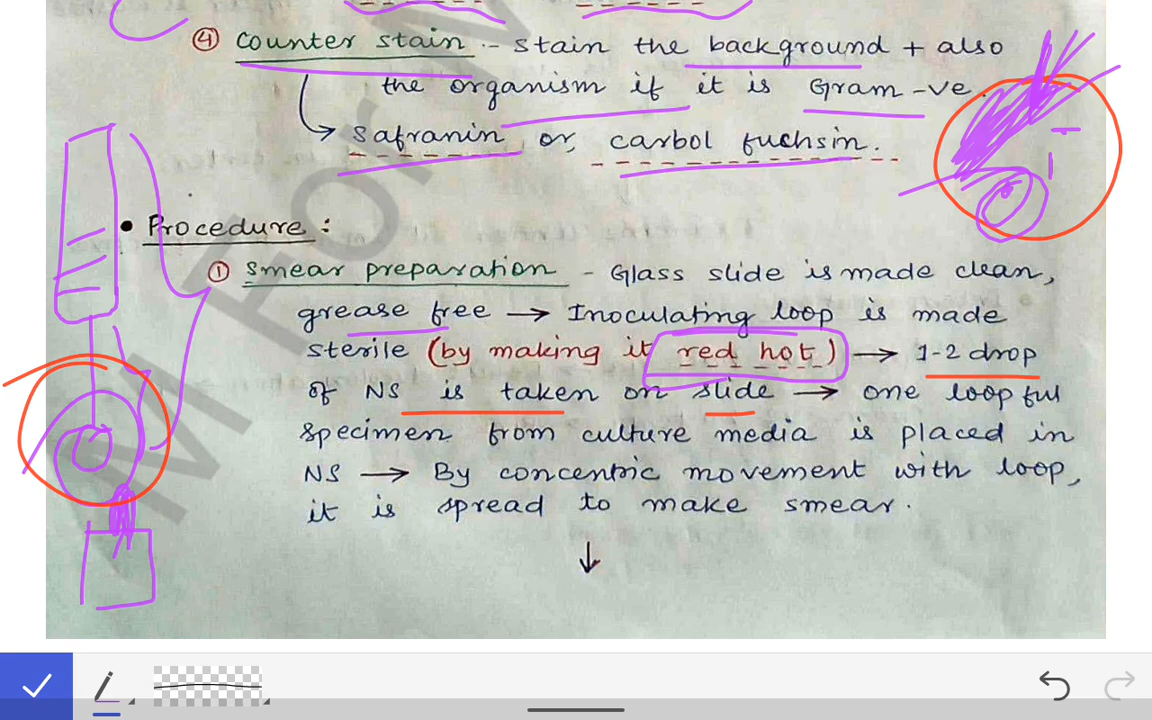 ④ Counter stain - stain the background + also
the organism if it is Gram -ve.
→ Safranin or, carbol fuchsin.
• Procedure :
① Smear preparation - Glass slide is made clean,
grease free → Inoculating loop is made
sterile (by making it red hot) → 1-2 drop
of NS is taken on slide → one loopful
specimen from culture media is placed in
NS → By concentric movement with loop,
it is spread to make smear.
↓
M FOR